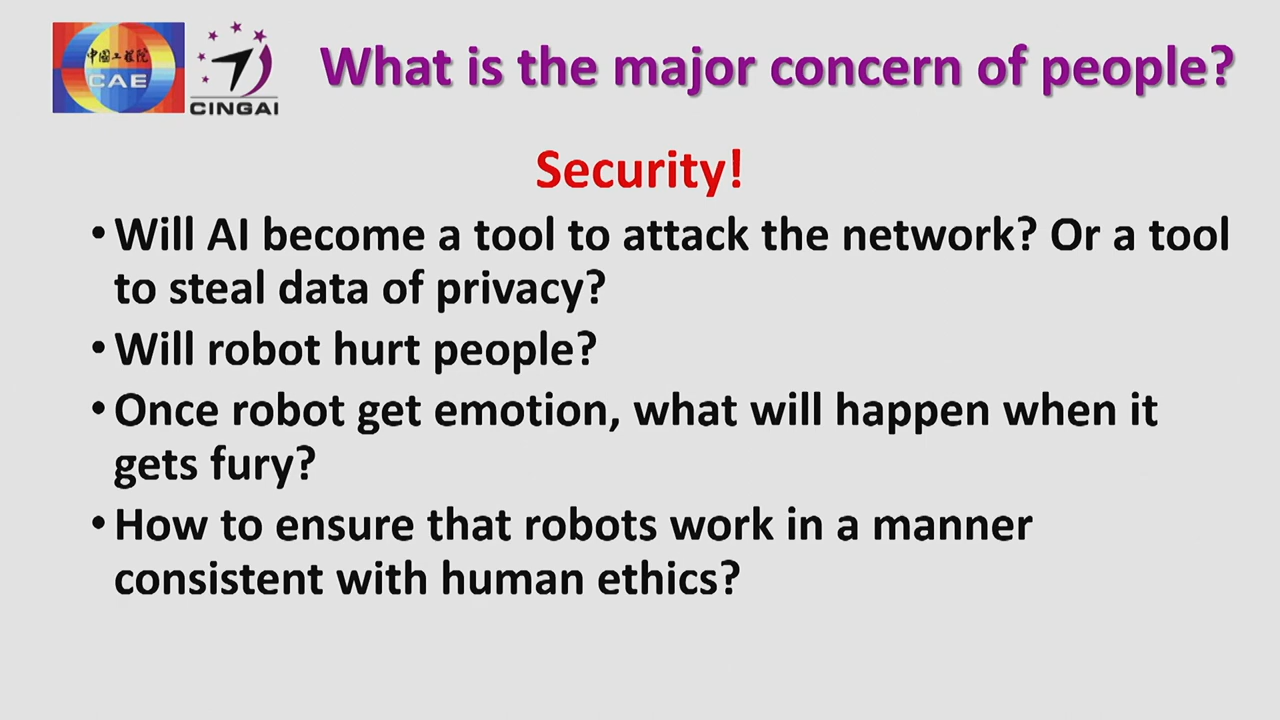 中國工程院
CAE
CINGAI
What is the major concern of people?
Security!
• Will AI become a tool to attack the network? Or a tool
to steal data of privacy?
• Will robot hurt people?
• Once robot get emotion, what will happen when it
gets fury?
• How to ensure that robots work in a manner
consistent with human ethics?